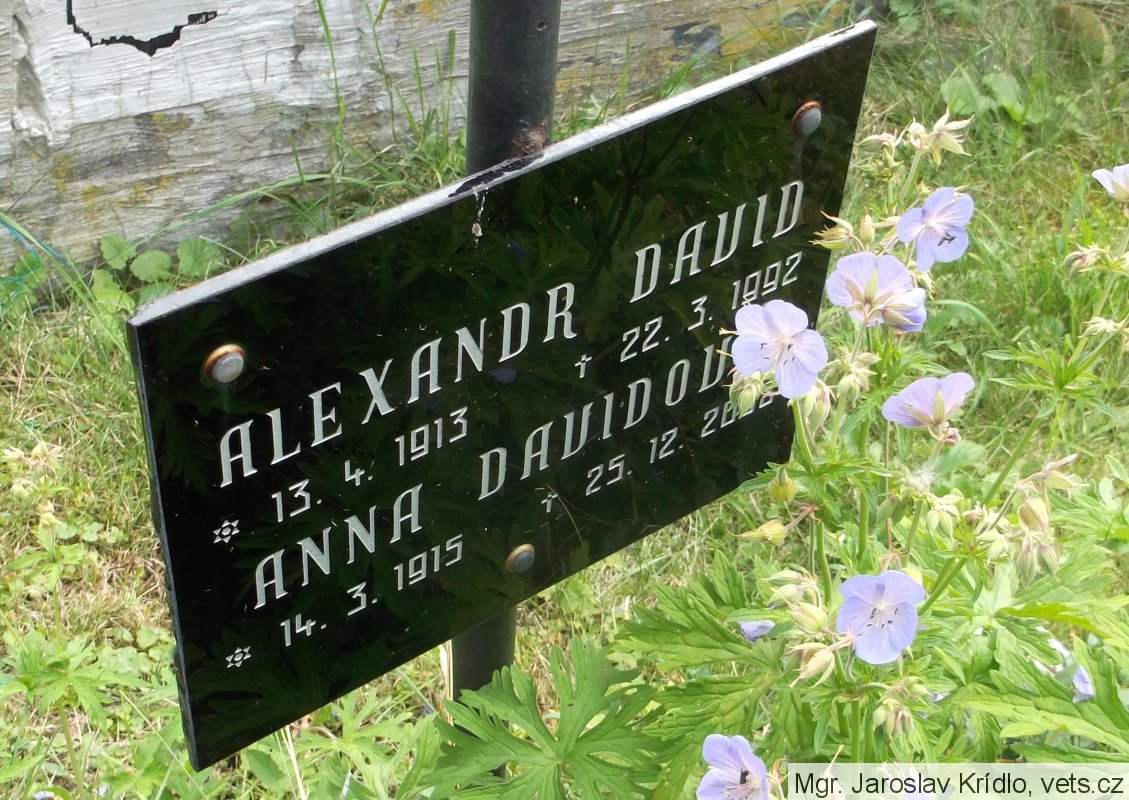 ALEXANDR DAVID
✡ 13. 4. 1913 ✝ 22. 3. 1992
ANNA
✡ 14. 3. 1915 ✝ 25. 12.
Mgr. Jaroslav Krídlo, vets.cz